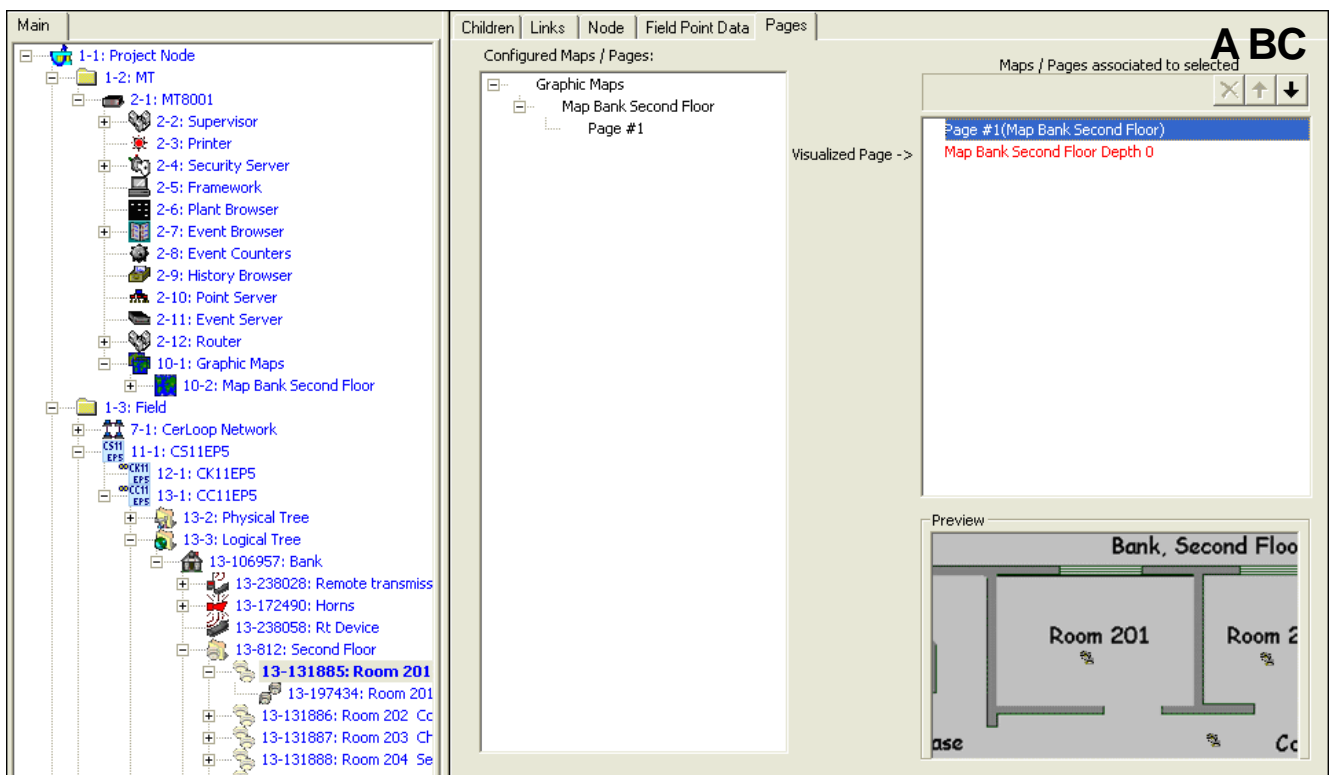 Main
1-1: Project Node
1-2: MT
2-1: MT8001
2-2: Supervisor
2-3: Printer
2-4: Security Server
2-5: Framework
2-6: Plant Browser
2-7: Event Browser
2-8: Event Counters
2-9: History Browser
2-10: Point Server
2-11: Event Server
2-12: Router
10-1: Graphic Maps
10-2: Map Bank Second Floor
1-3: Field
7-1: CerLoop Network
CS11 EP5 11-1: CS11EP5
CK11 EP5 12-1: CK11EP5
CC11 EP5 13-1: CC11EP5
13-2: Physical Tree
13-3: Logical Tree
13-106957: Bank
13-238028: Remote transmiss
13-172490: Horns
13-238058: Rt Device
13-812: Second Floor
13-131885: Room 201
13-197434: Room 201
13-131886: Room 202 Co
13-131887: Room 203 Ch
13-131888: Room 204 Se
Children Links Node Field Point Data Pages
Configured Maps / Pages:
Graphic Maps
Map Bank Second Floor
Page #1
Visualized Page ->
A BC
Maps / Pages associated to selected
Page #1(Map Bank Second Floor)
Map Bank Second Floor Depth 0
Preview
Bank, Second Floo
Room 201 Room 2
ase Co